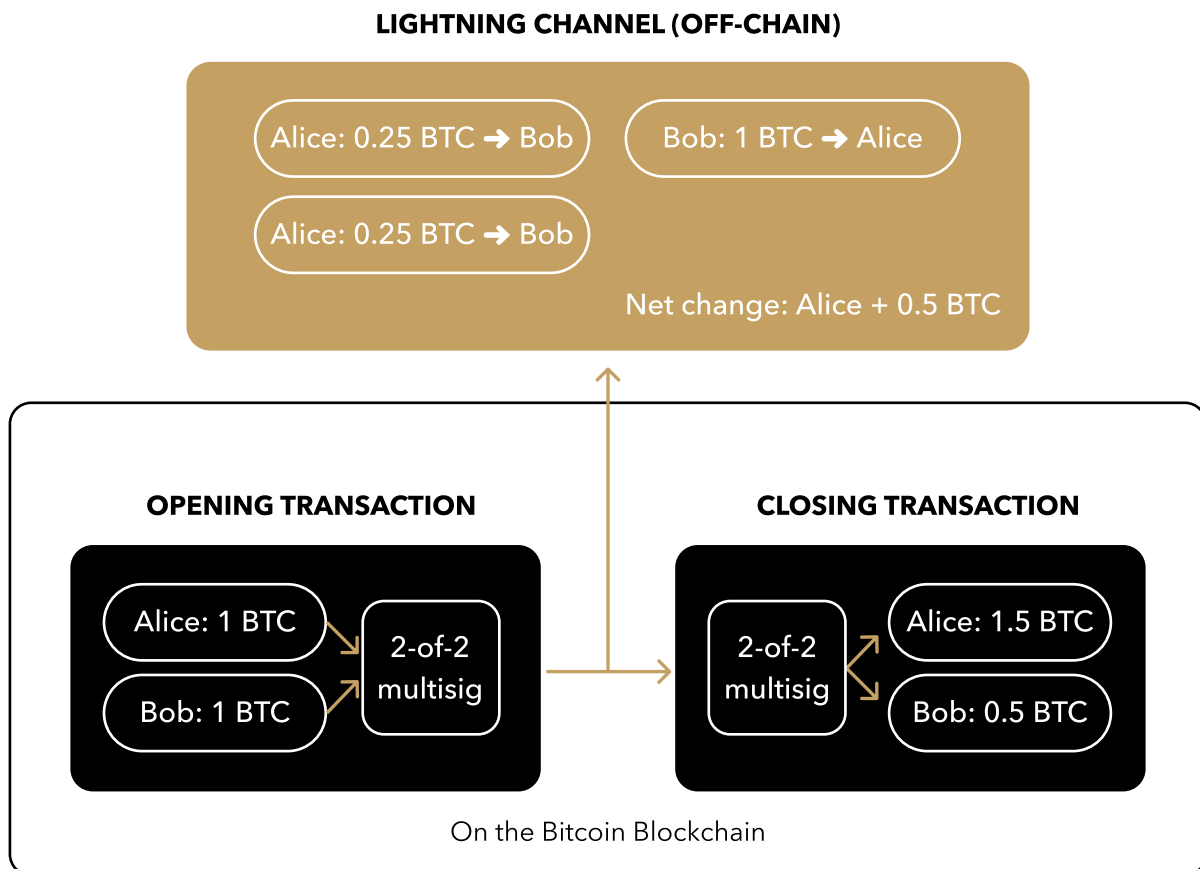 LIGHTNING CHANNEL (OFF-CHAIN)
Alice: 0.25 BTC ➜ Bob
Bob: 1 BTC ➜ Alice
Alice: 0.25 BTC ➜ Bob
Net change: Alice + 0.5 BTC
OPENING TRANSACTION
Alice: 1 BTC
Bob: 1 BTC
2-of-2
multisig
CLOSING TRANSACTION
2-of-2
multisig
Alice: 1.5 BTC
Bob: 0.5 BTC
On the Bitcoin Blockchain